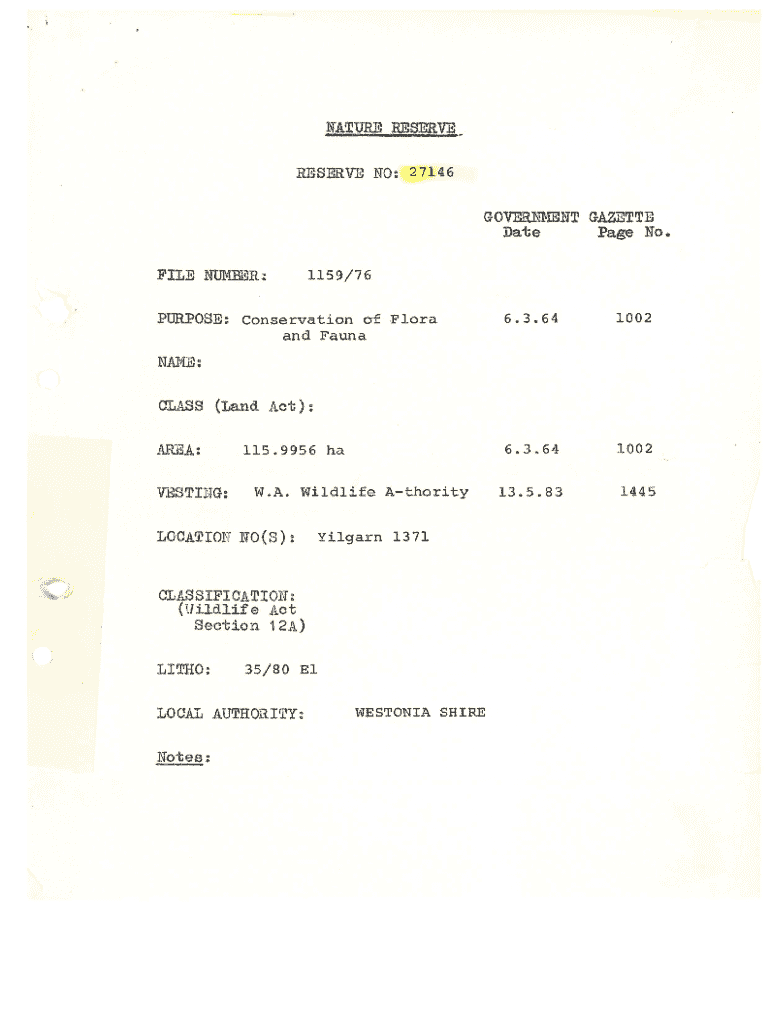 NATURE RESERVE
RESERVE NO: 27146
GOVERNMENT GAZETTE
Date Page No.
FILE NUMBER: 1159/76
PURPOSE: Conservation of Flora 6.3.64 1002
and Fauna
NAME:
CLASS (Land Act):
AREA: 115.9956 ha 6.3.64 1002
VESTING: W.A. Wildlife A-thority 13.5.83 1445
LOCATION NO(S): Yilgarn 1371
CLASSIFICATION:
(Wildlife Act
Section 12A)
LITHO: 35/80 El
LOCAL AUTHORITY: WESTONIA SHIRE
Notes: